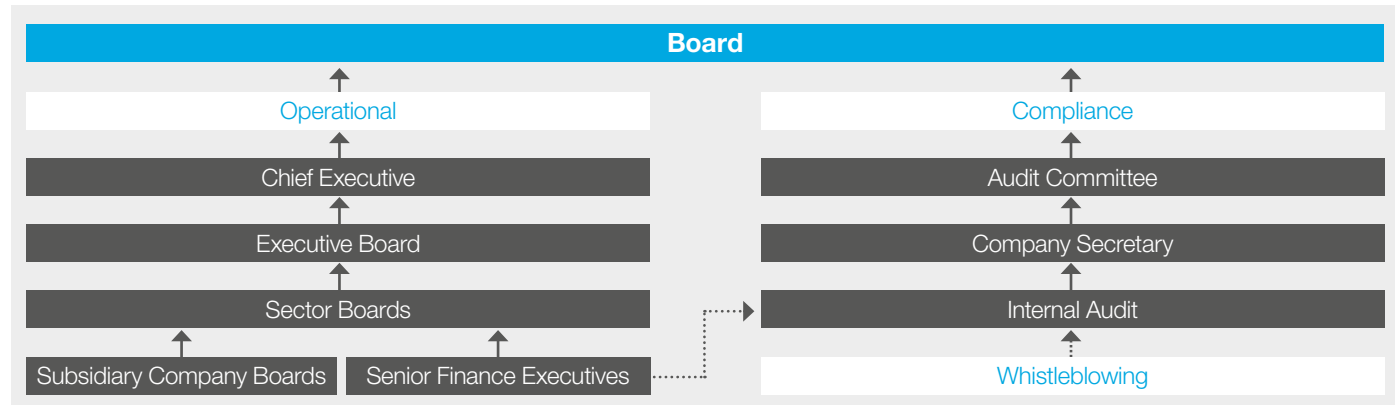 Board
Operational
Compliance
Chief Executive
Audit Committee
Executive Board
Company Secretary
Sector Boards
Internal Audit
Subsidiary Company Boards
Senior Finance Executives
Whistleblowing